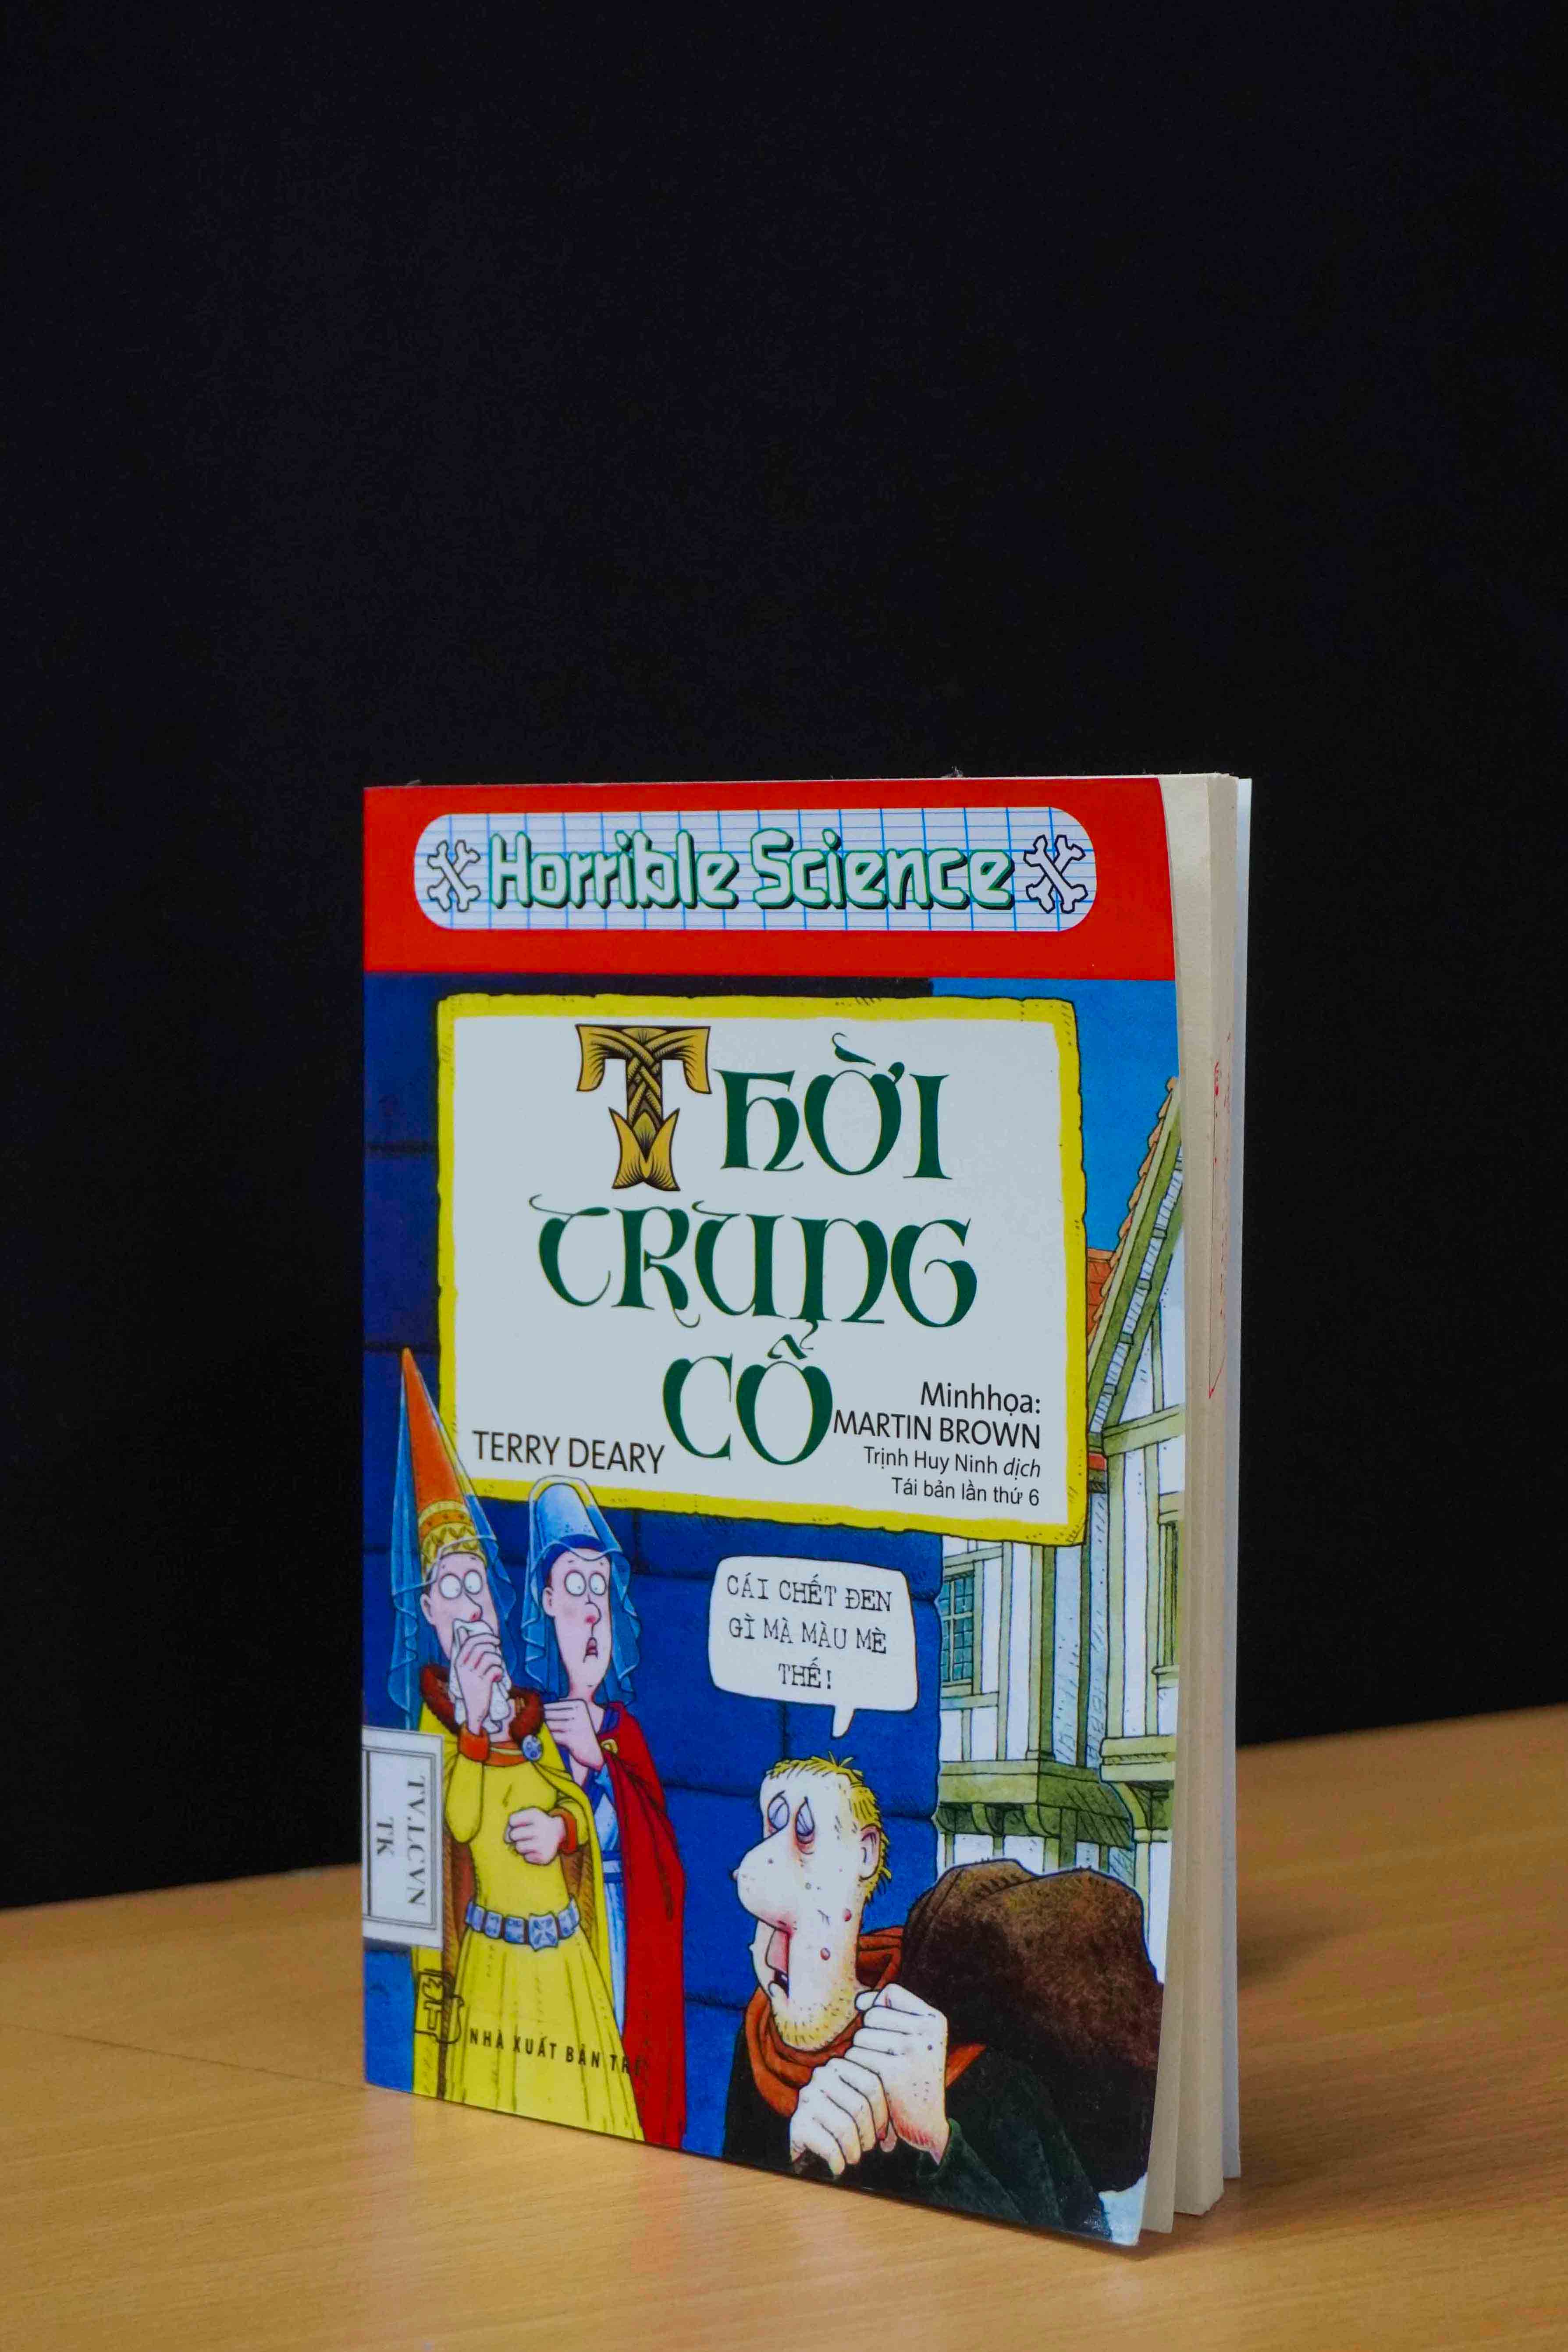 Horrible Science
THỜI
TRUNG
CỔ
TERRY DEARY
Minhhọa:
MARTIN BROWN
Trịnh Huy Ninh dịch
Tái bản lần thứ 6
CÁI CHẾT ĐEN
GÌ MÀ MÀU MÈ
THẾ!
TV.LCVN
TK
NHÀ XUẤT BẢN TRẺ